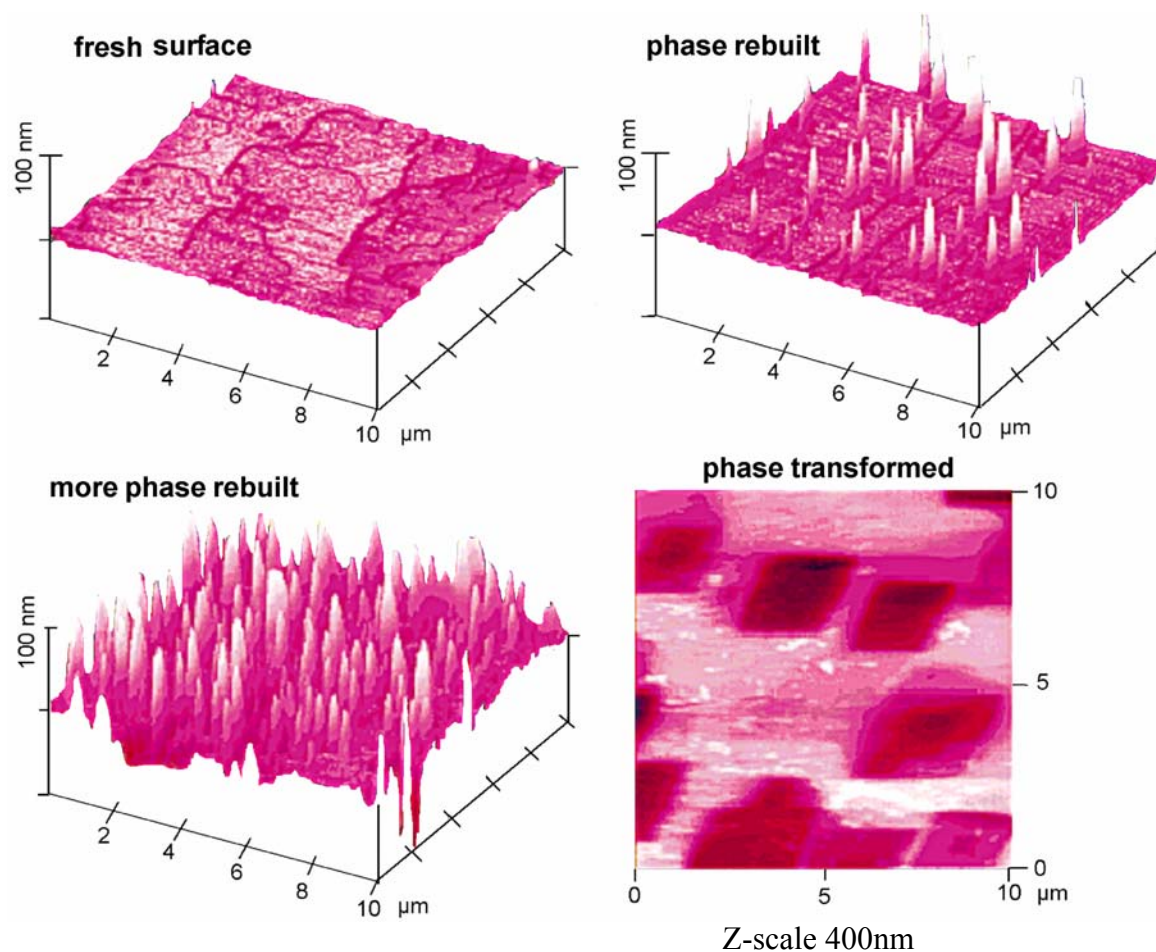 fresh surface
100 nm
2
4
6
8
10 µm
phase rebuilt
100 nm
2
4
6
8
10 µm
more phase rebuilt
100 nm
2
4
6
8
10 µm
phase transformed
10
5
0
0 5 10 µm
Z-scale 400nm